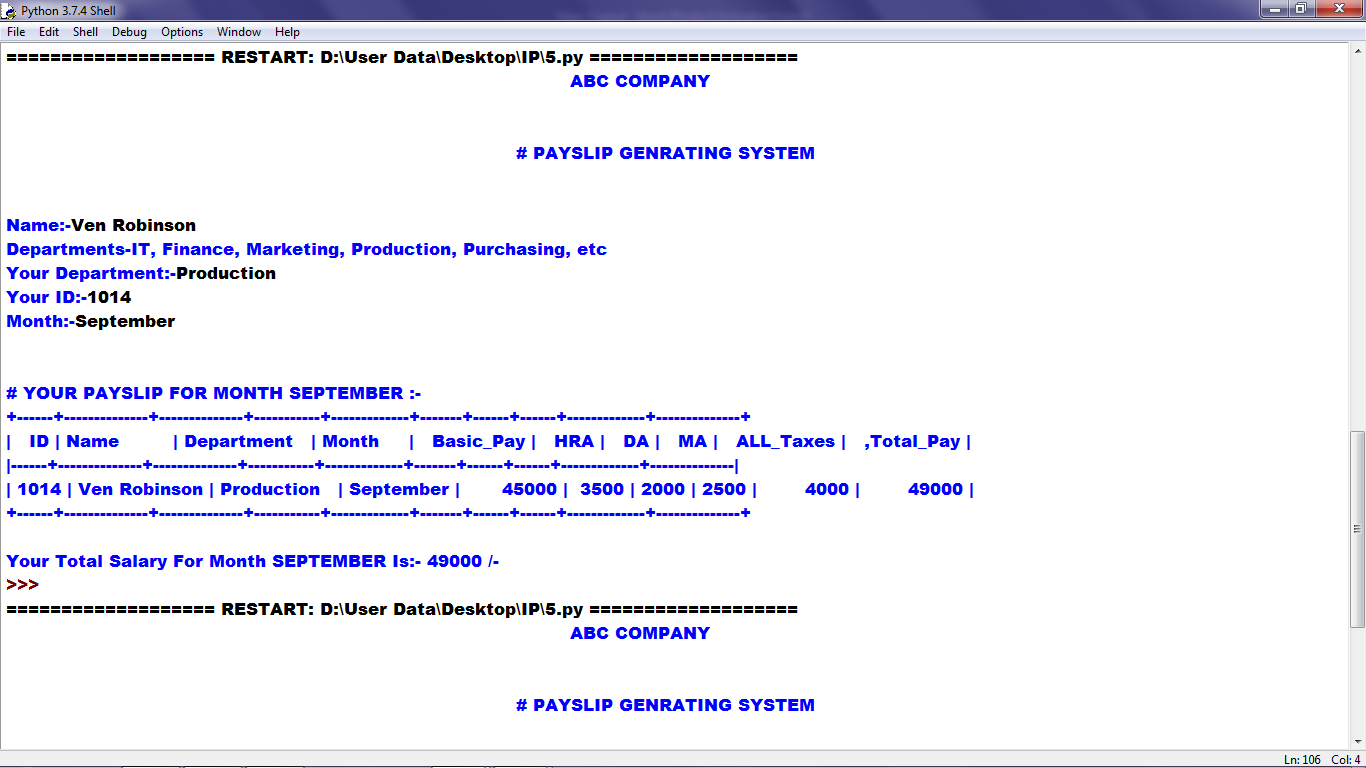 Python 3.7.4 Shell
File Edit Shell Debug Options Window Help
=================== RESTART: D:\User Data\Desktop\IP\5.py ===================
ABC COMPANY
# PAYSLIP GENRATING SYSTEM
Name:-Ven Robinson
Departments-IT, Finance, Marketing, Production, Purchasing, etc
Your Department:-Production
Your ID:-1014
Month:-September
# YOUR PAYSLIP FOR MONTH SEPTEMBER :-
+------+--------------+--------------+-----------+-------------+-------+------+------+-------------+--------------+
| ID | Name | Department | Month | Basic_Pay | HRA | DA | MA | ALL_Taxes | ,Total_Pay |
|------+--------------+--------------+-----------+-------------+-------+------+------+-------------+--------------|
| 1014 | Ven Robinson | Production | September | 45000 | 3500 | 2000 | 2500 | 4000 | 49000 |
+------+--------------+--------------+-----------+-------------+-------+------+------+-------------+--------------+
Your Total Salary For Month SEPTEMBER Is:- 49000 /-
>>>
=================== RESTART: D:\User Data\Desktop\IP\5.py ===================
ABC COMPANY
# PAYSLIP GENRATING SYSTEM
Ln: 106 Col: 4